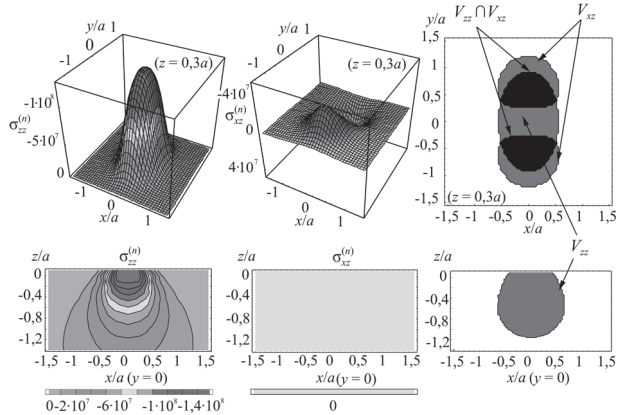 y/a
1
0
-1
(z = 0,3a)
-1·10⁸
σzz⁽ⁿ⁾
-5·10⁷
0
-1
0
1
x/a
y/a
1
0
-1
(z = 0,3a)
-4·10⁷
σxz⁽ⁿ⁾
0
4·10⁷
-1
0
1
x/a
y/a
Vzz ∩ Vxz
Vxz
1,5
1
0,5
0
-0,5
-1
-1,5
(z = 0,3a)
-1,5 -1 -0,5 0 0,5 1 1,5
x/a
Vzz
z/a
σzz⁽ⁿ⁾
0
-0,4
-0,8
-1,2
-1,5 -1 -0,5 0 0,5 1 1,5
x/a (y = 0)
0-2·10⁷ -6·10⁷ -1·10⁸-1,4·10⁸
σxz⁽ⁿ⁾
0
-0,4
-0,8
-1,2
-1,5 -1 -0,5 0 0,5 1 1,5
x/a (y = 0)
0
z/a
0
-0,4
-0,8
-1,2
-1,5 -1 -0,5 0 0,5 1 1,5
x/a (y = 0)